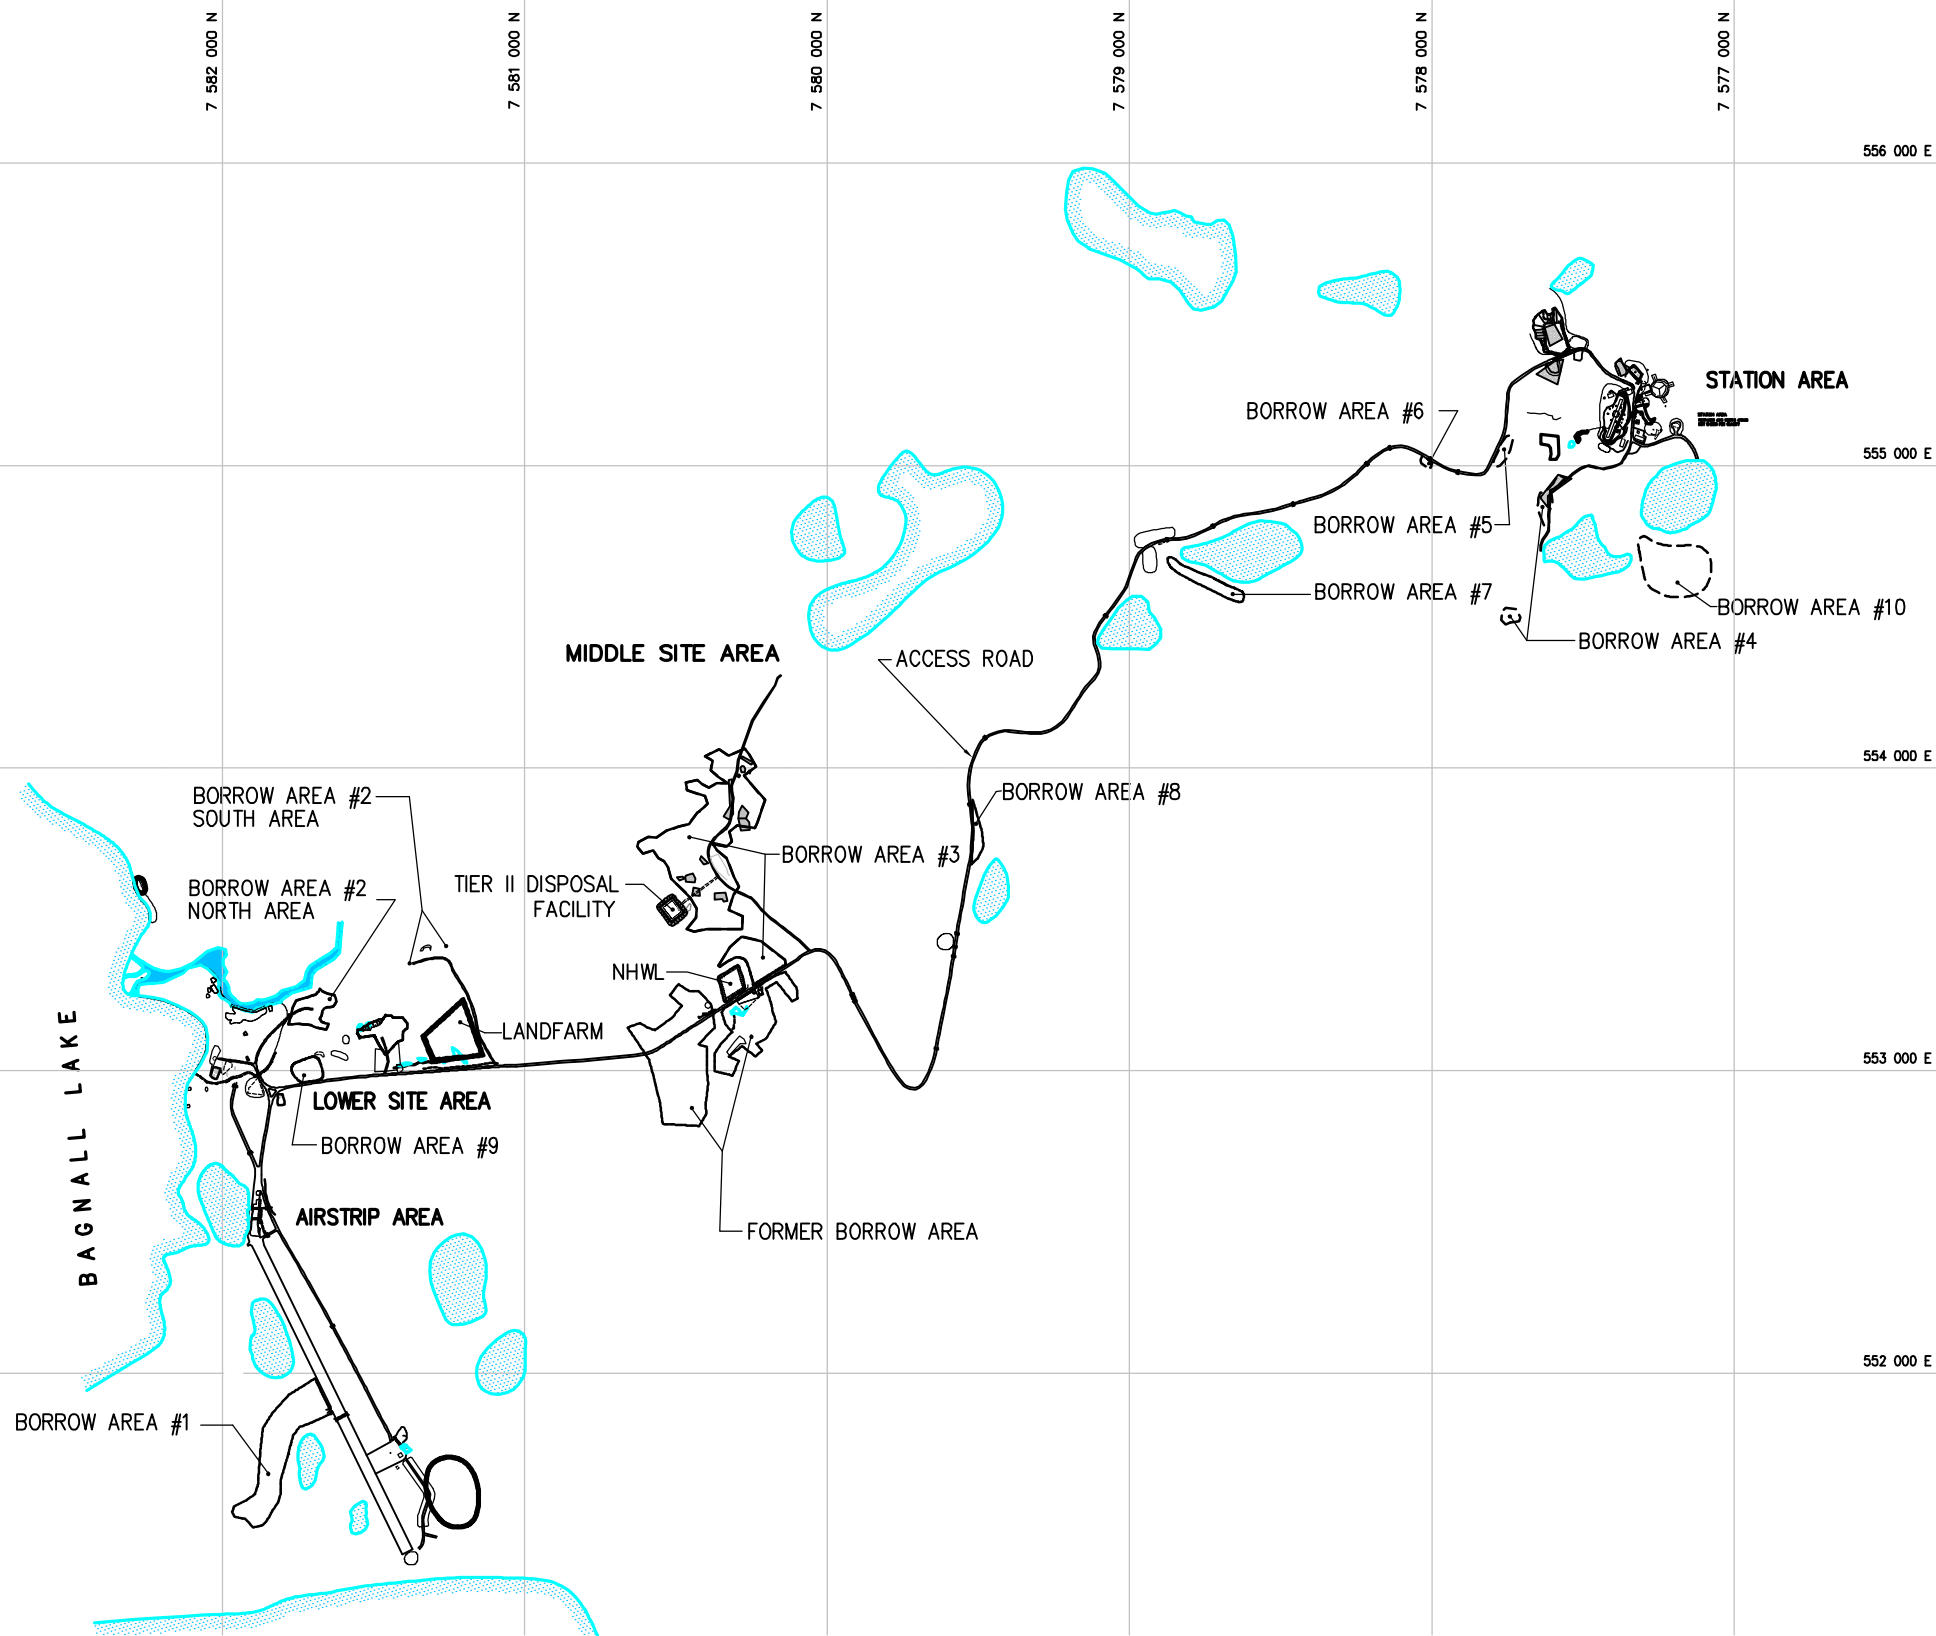 7 582 000 N
7 581 000 N
7 580 000 N
7 579 000 N
7 578 000 N
7 577 000 N
556 000 E
STATION AREA
BORROW AREA #6
555 000 E
BORROW AREA #5
BORROW AREA #7
BORROW AREA #10
BORROW AREA #4
MIDDLE SITE AREA
ACCESS ROAD
554 000 E
BORROW AREA #2
SOUTH AREA
BORROW AREA #8
BORROW AREA #3
TIER II DISPOSAL
FACILITY
BORROW AREA #2
NORTH AREA
NHWL
LANDFARM
553 000 E
BAGNALL LAKE
LOWER SITE AREA
BORROW AREA #9
AIRSTRIP AREA
FORMER BORROW AREA
552 000 E
BORROW AREA #1